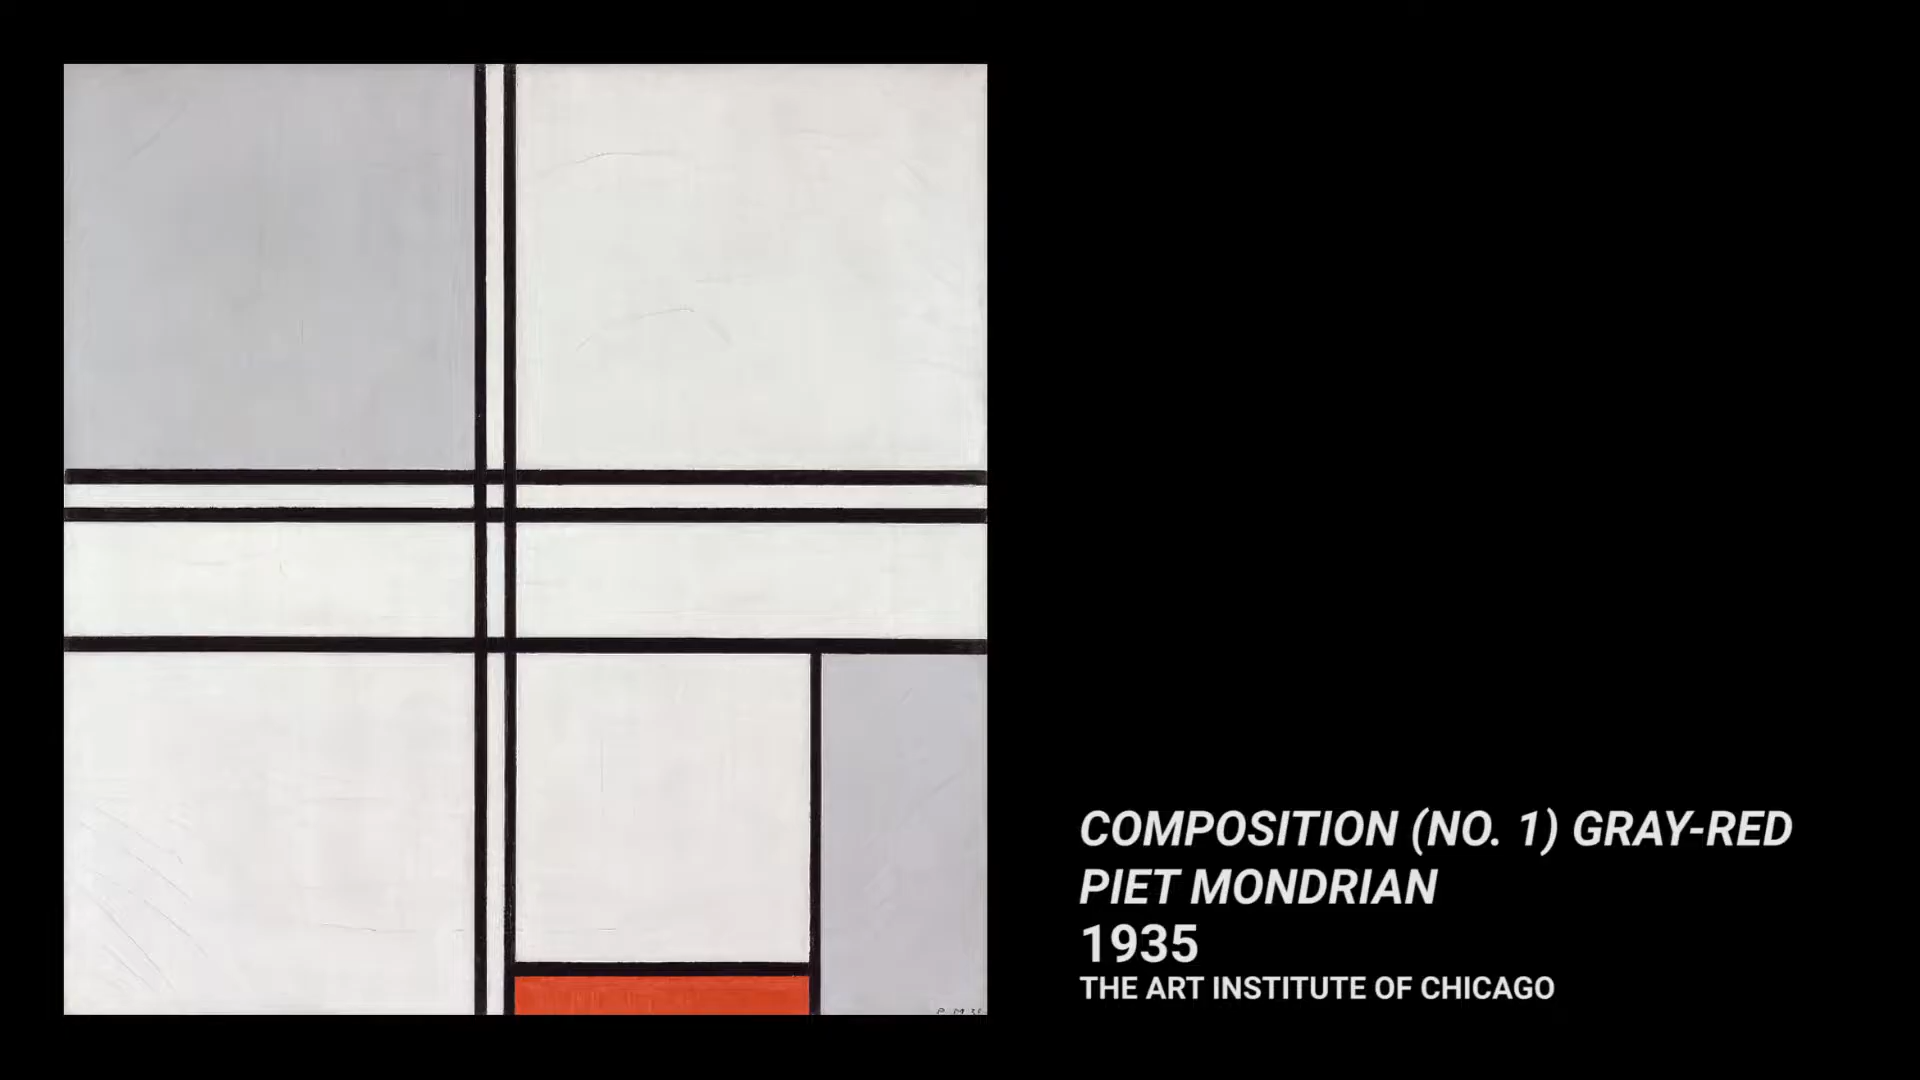 COMPOSITION (NO. 1) GRAY-RED
PIET MONDRIAN
1935
THE ART INSTITUTE OF CHICAGO